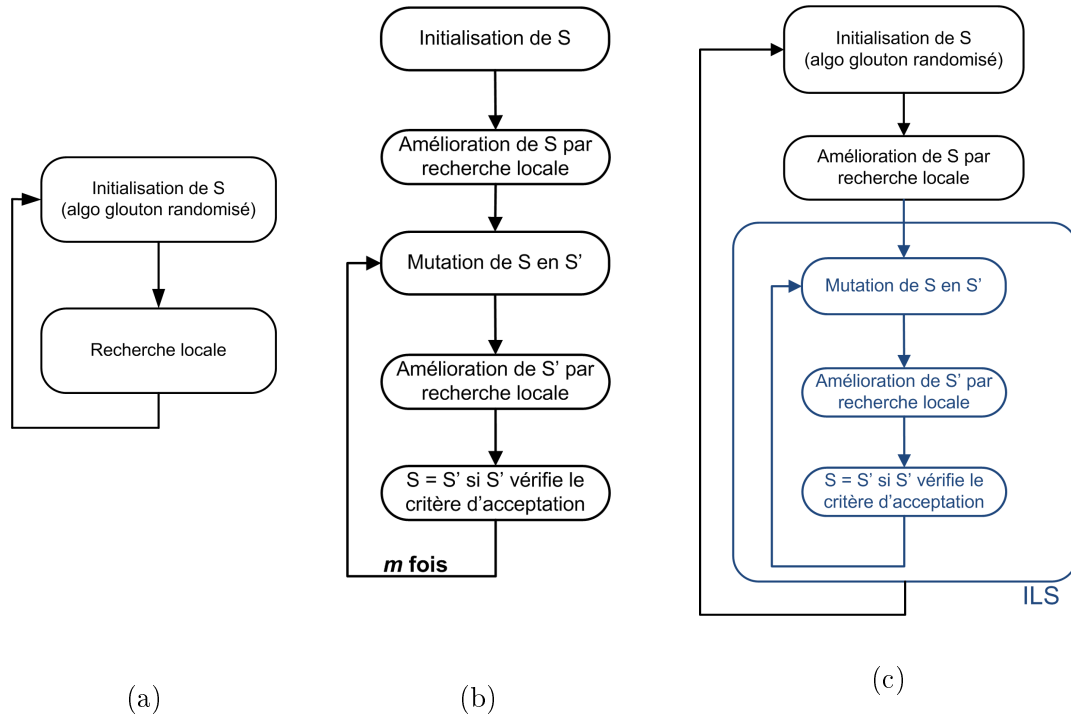 Initialisation de S
(algo glouton randomisé)
Recherche locale
(a)
Initialisation de S
Amélioration de S par
recherche locale
Mutation de S en S'
Amélioration de S' par
recherche locale
S = S' si S' vérifie le
critère d'acceptation
m fois
(b)
Initialisation de S
(algo glouton randomisé)
Amélioration de S par
recherche locale
Mutation de S en S'
Amélioration de S' par
recherche locale
S = S' si S' vérifie le
critère d'acceptation
ILS
(c)